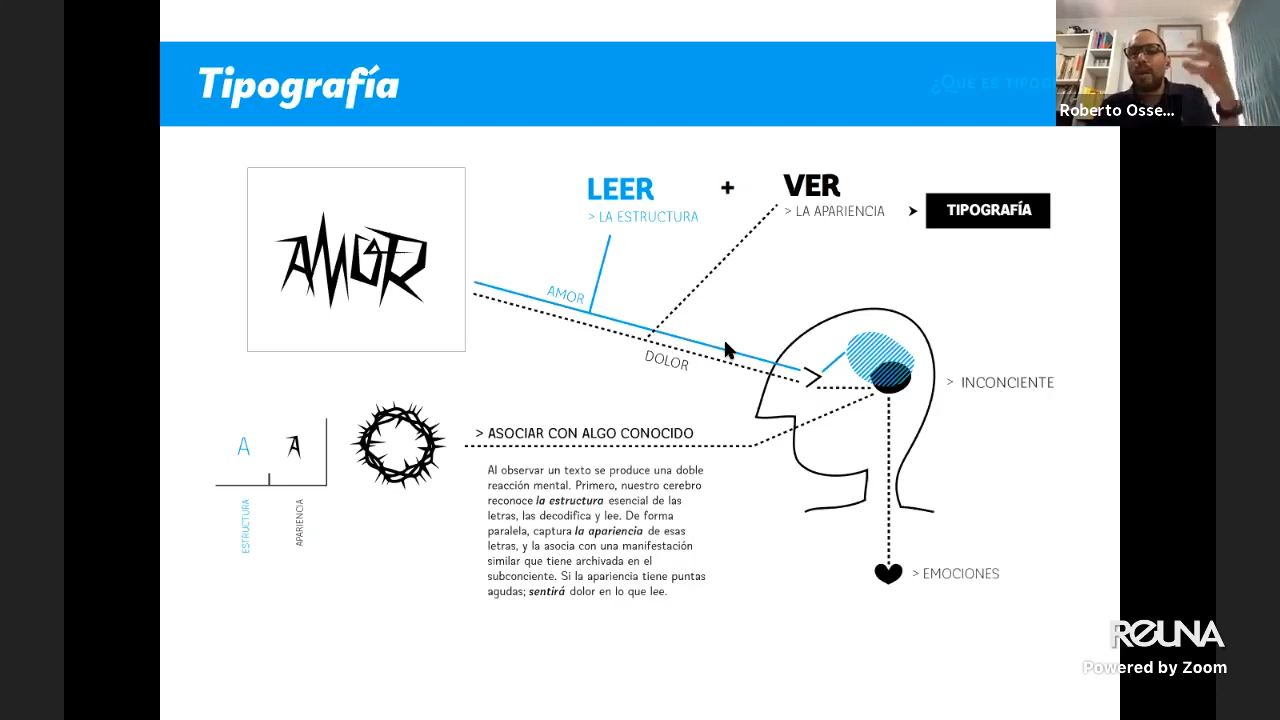 Tipografía
¿QUÉ ES TIPOG
Roberto Osse...
AMOR
LEER
> LA ESTRUCTURA
+
VER
> LA APARIENCIA
TIPOGRAFÍA
AMOR
DOLOR
> INCONCIENTE
A
A
ESTRUCTURA
APARIENCIA
> ASOCIAR CON ALGO CONOCIDO
Al observar un texto se produce una doble
reacción mental. Primero, nuestro cerebro
reconoce la estructura esencial de las
letras, las decodifica y lee. De forma
paralela, captura la apariencia de esas
letras, y la asocia con una manifestación
similar que tiene archivada en el
subconciente. Si la apariencia tiene puntas
agudas; sentirá dolor en lo que lee.
> EMOCIONES
REUNA
Powered by Zoom